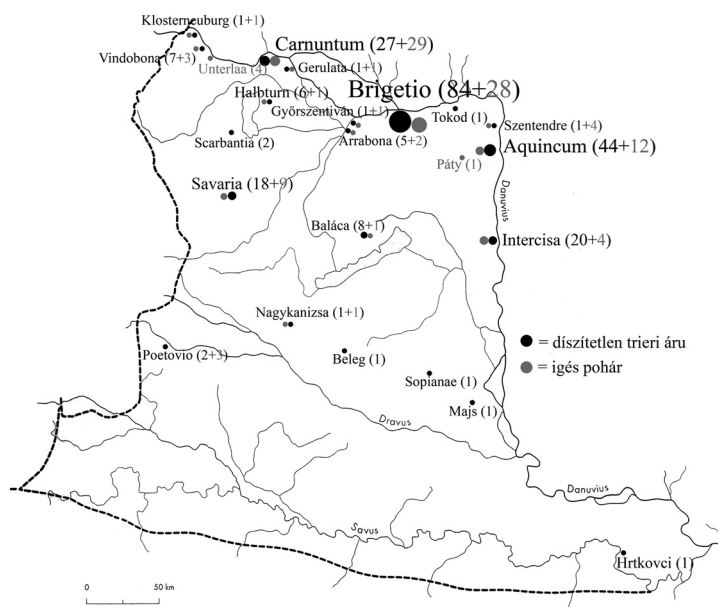 Klosterneuburg (1+1)
Carnuntum (27+29)
Vindobona (7+3)
Unterlaa (4)
Gerulata (1+1)
Halbturn (6+1)
Brigetio (84+28)
Győrszentiván (1+1)
Tokod (1)
Szentendre (1+4)
Scarbantia (2)
Arrabona (5+2)
Aquincum (44+12)
Páty (1)
Savaria (18+9)
Danuvius
Baláca (8+1)
Intercisa (20+4)
Nagykanizsa (1+1)
= díszítetlen trieri áru
Poetovio (2+3)
Beleg (1)
= igés pohár
Sopianae (1)
Majs (1)
Dravus
Danuvius
Savus
Hrtkovci (1)
0 50 km